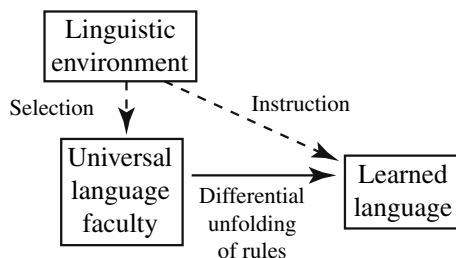 Linguistic
environment
Selection
Instruction
Universal
language
faculty
Differential
unfolding
of rules
Learned
language